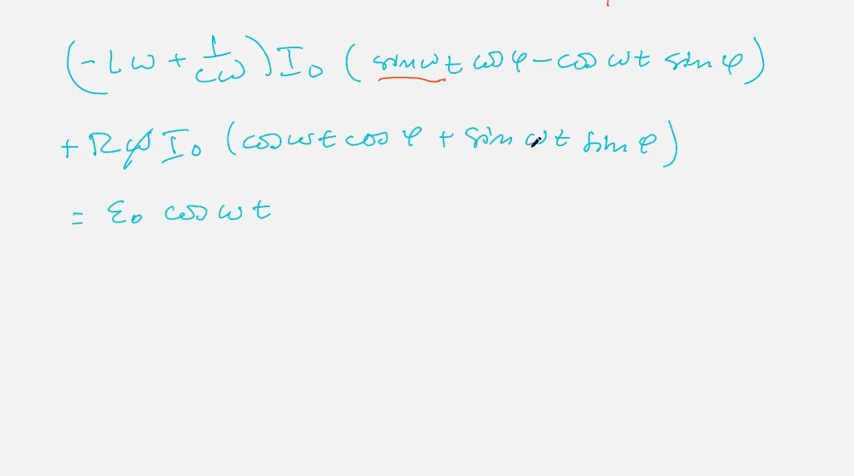 (-Lω + 1/cω) I₀ (sin ωt cos φ - cos ωt sin φ)
+ R I₀ (cos ωt cos φ + sin ωt sin φ)
= ε₀ cos ωt